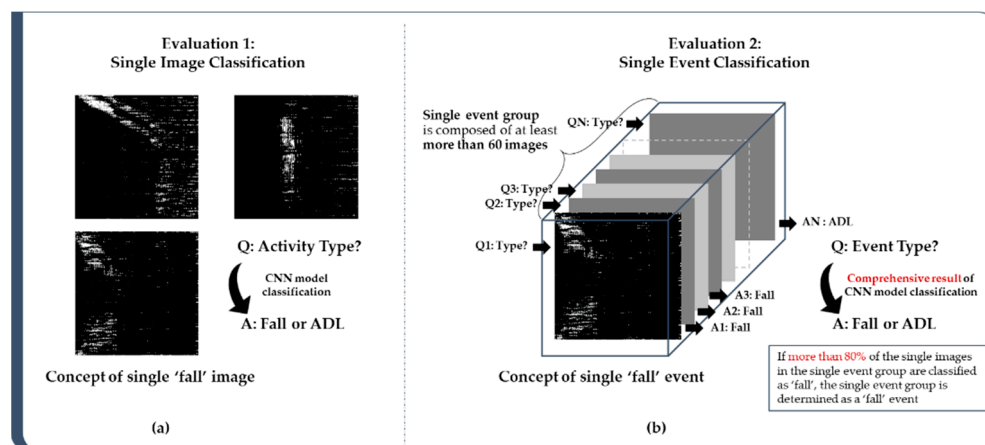 Evaluation 1:
Single Image Classification
Q: Activity Type?
CNN model
classification
A: Fall or ADL
Concept of single 'fall' image
(a)
Evaluation 2:
Single Event Classification
Single event group
is composed of at least
more than 60 images
QN: Type?
Q3: Type?
Q2: Type?
Q1: Type?
AN : ADL
A3: Fall
A2: Fall
A1: Fall
Q: Event Type?
Comprehensive result of
CNN model classification
A: Fall or ADL
Concept of single 'fall' event
If more than 80% of the single images
in the single event group are classified
as 'fall', the single event group is
determined as a 'fall' event
(b)